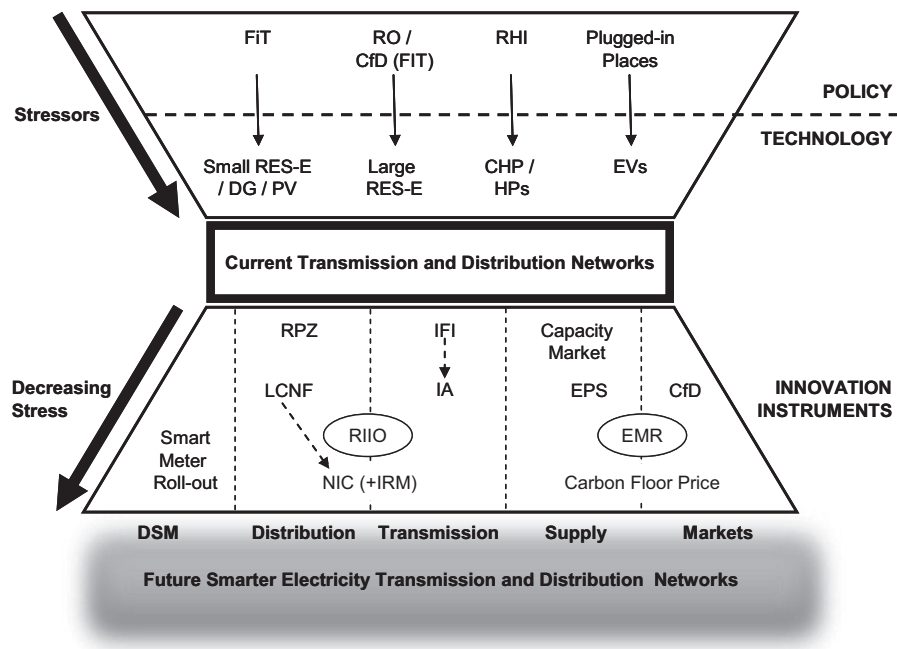 FiT
RO /
CfD (FIT)
RHI
Plugged-in
Places
Stressors
POLICY
TECHNOLOGY
Small RES-E
/ DG / PV
Large
RES-E
CHP /
HPs
EVs
Current Transmission and Distribution Networks
RPZ
IFI
Capacity
Market
Decreasing
Stress
LCNF
IA
EPS
CfD
INNOVATION
INSTRUMENTS
RIIO
EMR
Smart
Meter
Roll-out
NIC (+IRM)
Carbon Floor Price
DSM
Distribution
Transmission
Supply
Markets
Future Smarter Electricity Transmission and Distribution Networks